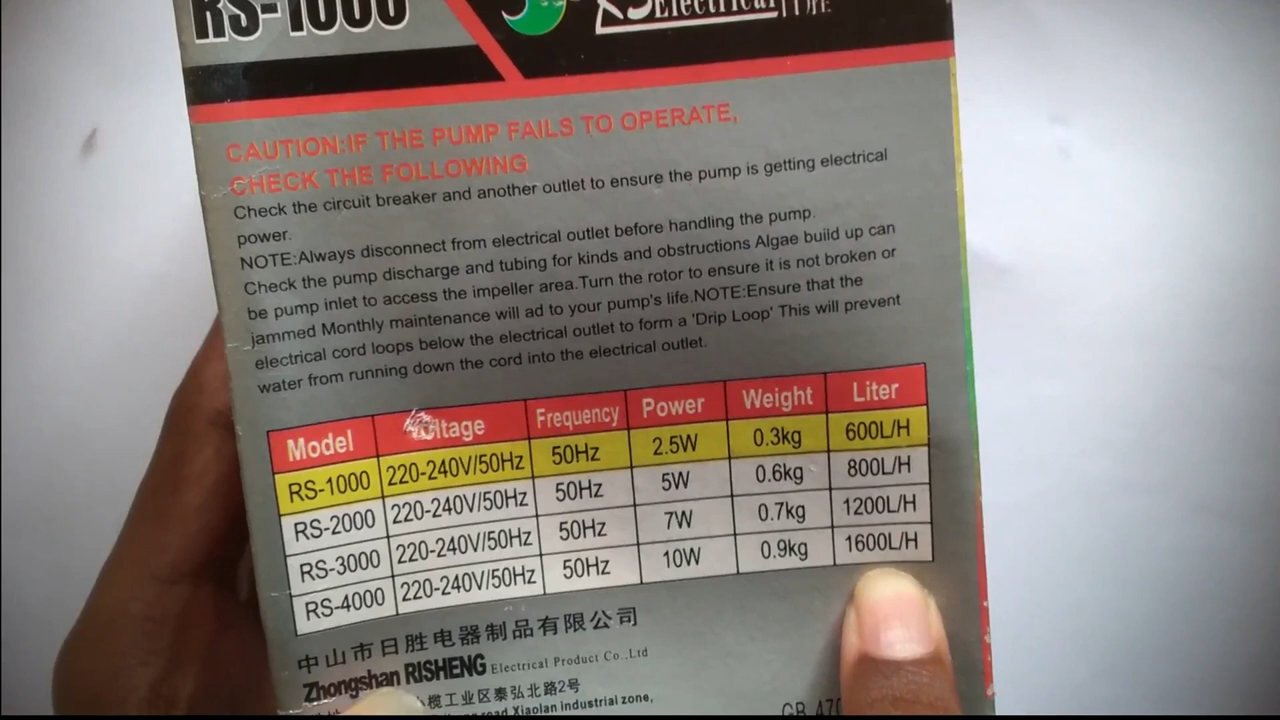 RS-1000
RS Electrical 日胜
CAUTION:IF THE PUMP FAILS TO OPERATE,
CHECK THE FOLLOWING
Check the circuit breaker and another outlet to ensure the pump is getting electrical
power.
NOTE:Always disconnect from electrical outlet before handling the pump.
Check the pump discharge and tubing for kinds and obstructions Algae build up can
be pump inlet to access the impeller area.Turn the rotor to ensure it is not broken or
jammed Monthly maintenance will ad to your pump's life.NOTE:Ensure that the
electrical cord loops below the electrical outlet to form a 'Drip Loop' This will prevent
water from running down the cord into the electrical outlet.
Model Voltage Frequency Power Weight Liter
RS-1000 220-240V/50Hz 50Hz 2.5W 0.3kg 600L/H
RS-2000 220-240V/50Hz 50Hz 5W 0.6kg 800L/H
RS-3000 220-240V/50Hz 50Hz 7W 0.7kg 1200L/H
RS-4000 220-240V/50Hz 50Hz 10W 0.9kg 1600L/H
中山市日胜电器制品有限公司
Zhongshan RISHENG Electrical Product Co.,Ltd
小榄工业区泰弘北路2号
road Xiaolan industrial zone,
GB